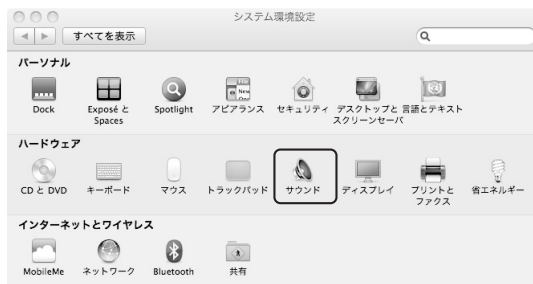 システム環境設定
すべてを表示
パーソナル
Dock
Exposé と
Spaces
Spotlight
アピアランス
セキュリティ
デスクトップと
スクリーンセーバ
言語とテキスト
ハードウェア
CD と DVD
キーボード
マウス
トラックパッド
サウンド
ディスプレイ
プリントと
ファクス
省エネルギー
インターネットとワイヤレス
MobileMe
ネットワーク
Bluetooth
共有